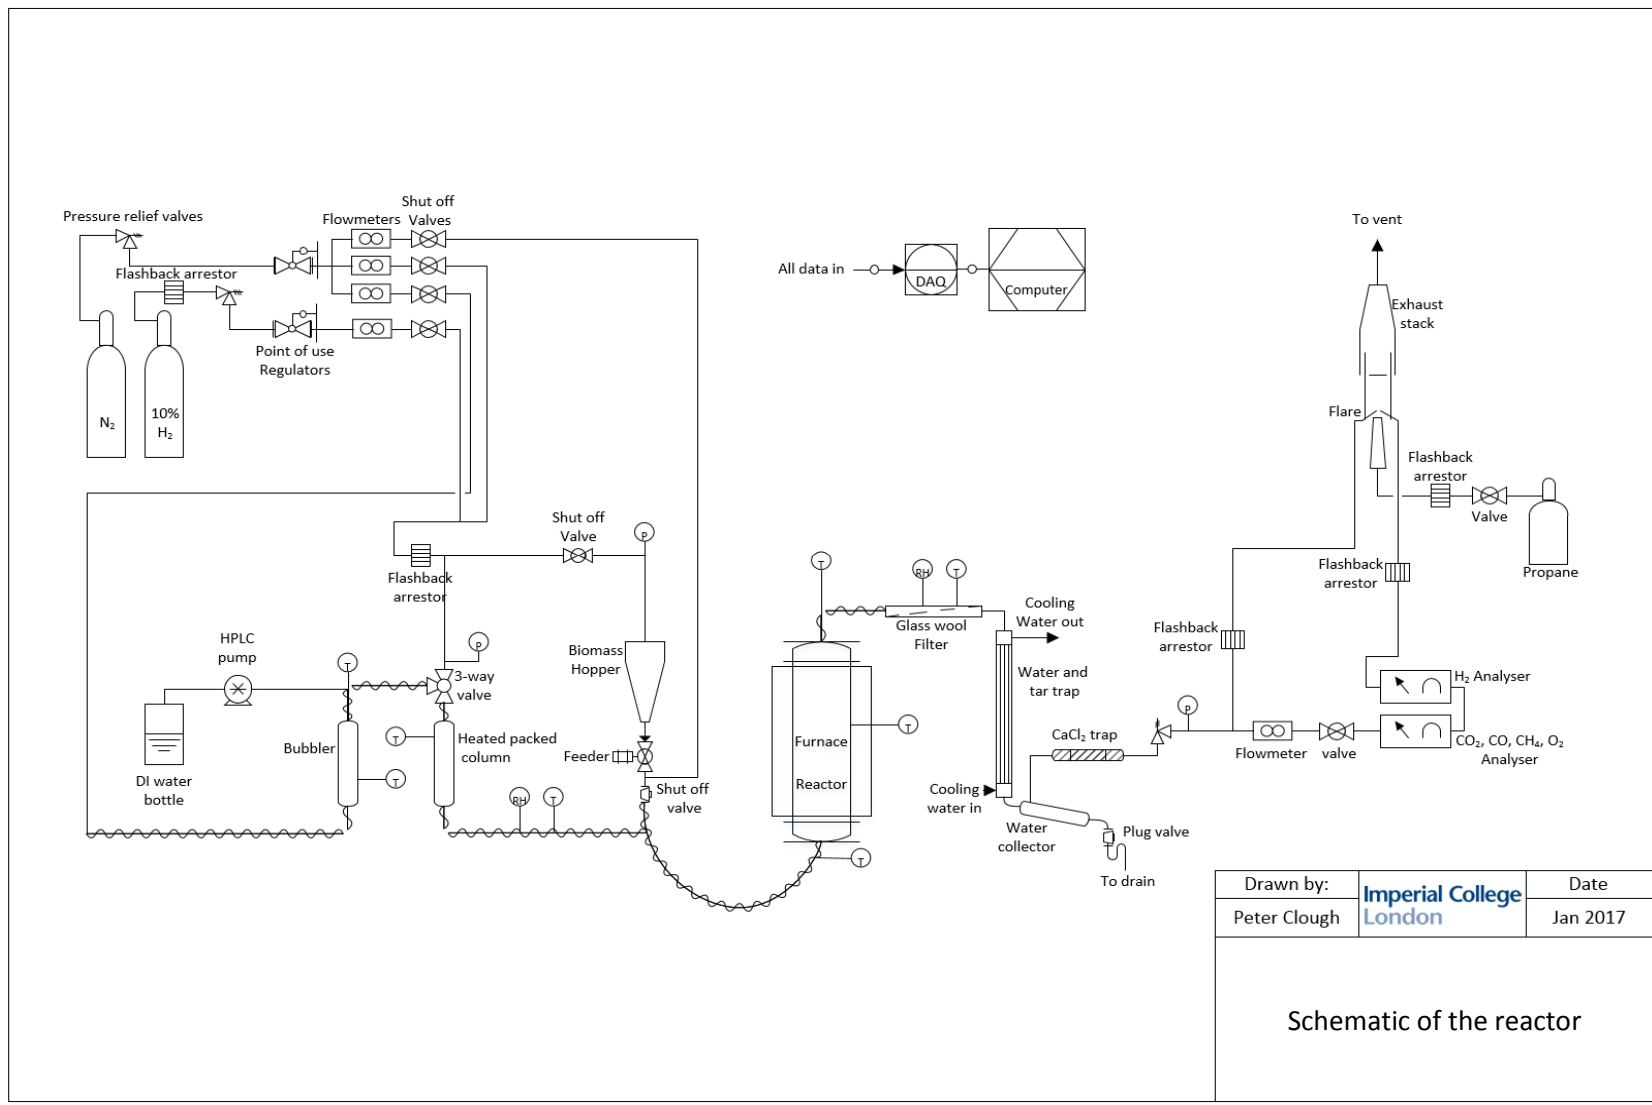 Pressure relief valves
Flashback arrestor
Flowmeters
Shut off
Valves
Point of use
Regulators
N₂
10%
H₂
All data in
DAQ
Computer
To vent
Exhaust
stack
Flare
Flashback
arrestor
Valve
Propane
Flashback
arrestor
Flashback
arrestor
Shut off
Valve
P
Flashback
arrestor
HPLC
pump
DI water
bottle
T
Bubbler
T
T
P
3-way
valve
Heated packed
column
RH
T
Biomass
Hopper
Feeder
Shut off
valve
T
Furnace
Reactor
T
T
RH
T
Glass wool
Filter
Cooling
Water out
Water and
tar trap
Cooling
water in
CaCl₂ trap
Water
collector
Plug valve
To drain
P
Flowmeter
valve
H₂ Analyser
CO₂, CO, CH₄, O₂
Analyser
Drawn by:
Peter Clough
Imperial College
London
Date
Jan 2017
Schematic of the reactor